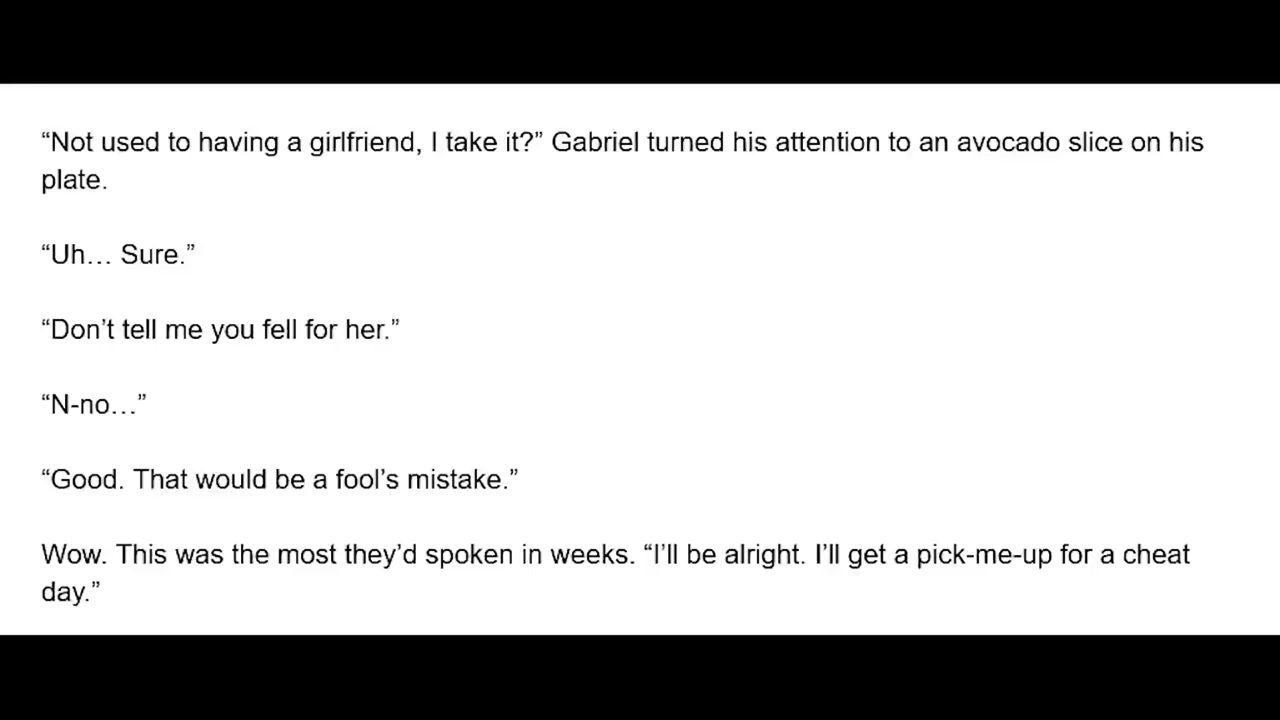 “Not used to having a girlfriend, I take it?” Gabriel turned his attention to an avocado slice on his
plate.
“Uh… Sure.”
“Don’t tell me you fell for her.”
“N-no…”
“Good. That would be a fool’s mistake.”
Wow. This was the most they’d spoken in weeks. “I’ll be alright. I’ll get a pick-me-up for a cheat
day.”